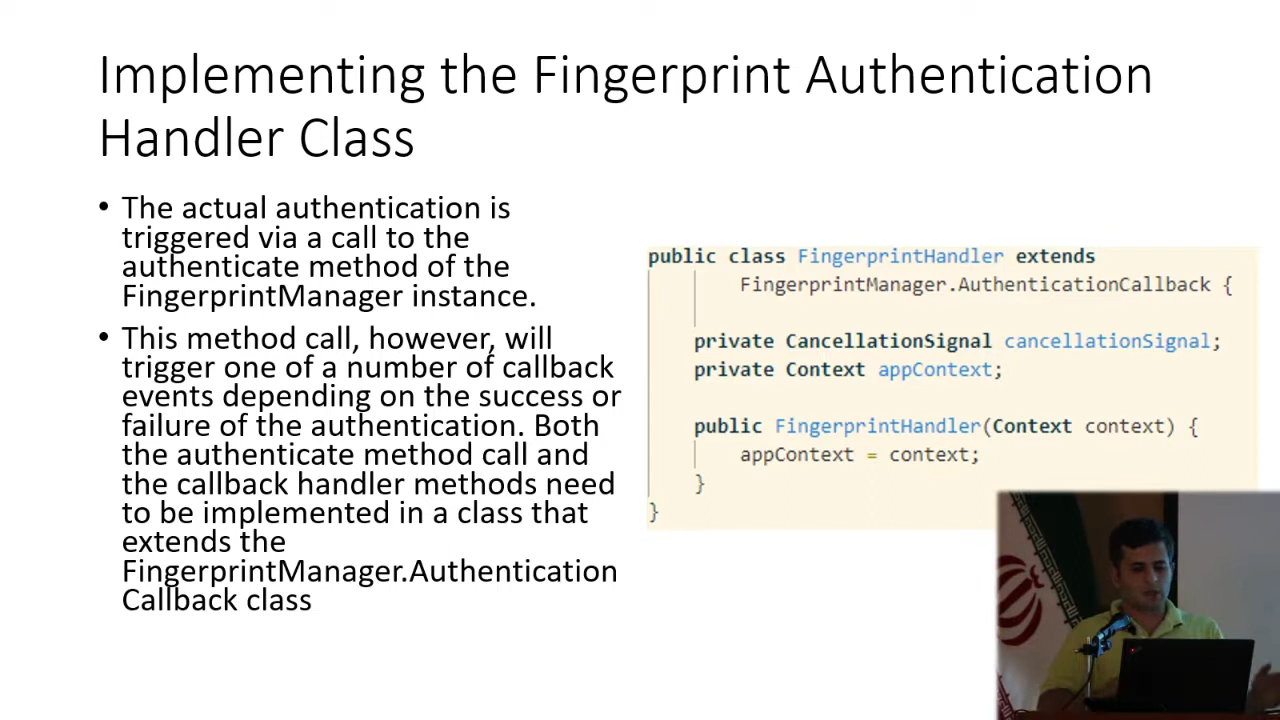 Implementing the Fingerprint Authentication
Handler Class
• The actual authentication is
triggered via a call to the
authenticate method of the
FingerprintManager instance.
• This method call, however, will
trigger one of a number of callback
events depending on the success or
failure of the authentication. Both
the authenticate method call and
the callback handler methods need
to be implemented in a class that
extends the
FingerprintManager.Authentication
Callback class
public class FingerprintHandler extends
FingerprintManager.AuthenticationCallback {
private CancellationSignal cancellationSignal;
private Context appContext;
public FingerprintHandler(Context context) {
appContext = context;
}
}